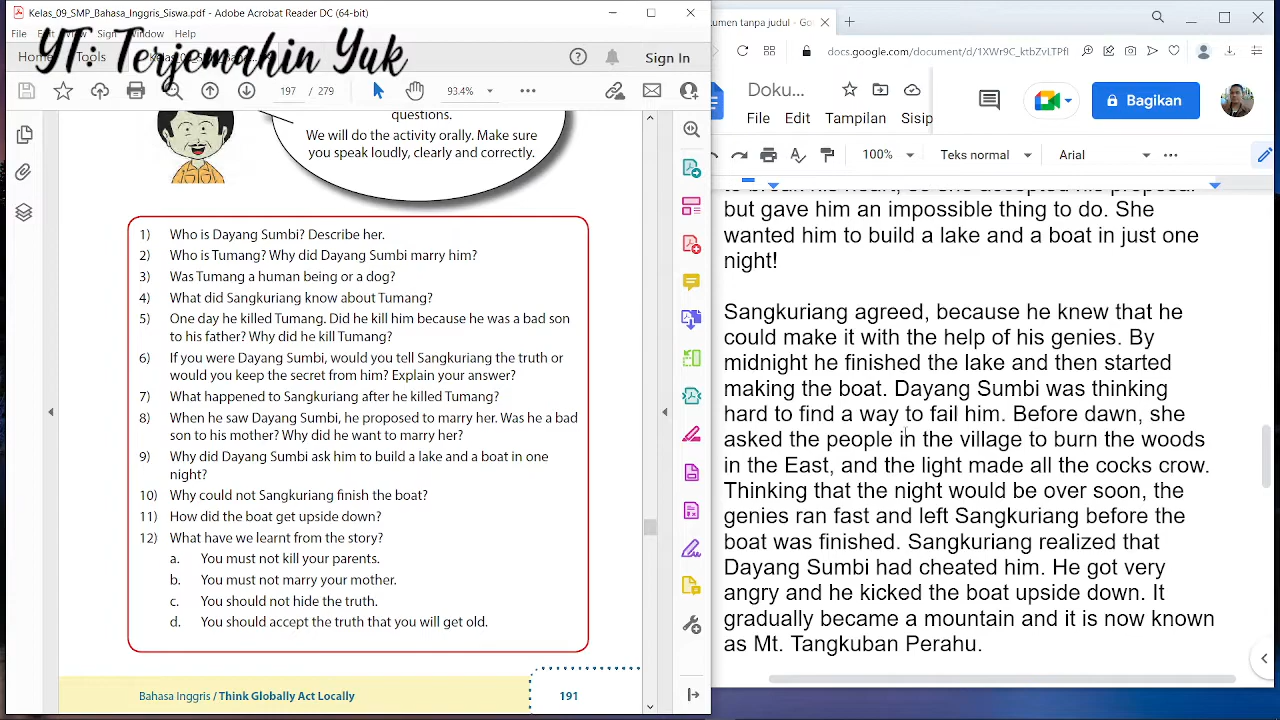 Kelas_09_SMP_Bahasa_Inggris_Siswa.pdf - Adobe Acrobat Reader DC (64-bit)
File Edit View Sign Window Help
YT: Terjemahin Yuk
Home Tools
Sign In
197 / 279
93.4%
questions.
We will do the activity orally. Make sure
you speak loudly, clearly and correctly.
1) Who is Dayang Sumbi? Describe her.
2) Who is Tumang? Why did Dayang Sumbi marry him?
3) Was Tumang a human being or a dog?
4) What did Sangkuriang know about Tumang?
5) One day he killed Tumang. Did he kill him because he was a bad son
to his father? Why did he kill Tumang?
6) If you were Dayang Sumbi, would you tell Sangkuriang the truth or
would you keep the secret from him? Explain your answer?
7) What happened to Sangkuriang after he killed Tumang?
8) When he saw Dayang Sumbi, he proposed to marry her. Was he a bad
son to his mother? Why did he want to marry her?
9) Why did Dayang Sumbi ask him to build a lake and a boat in one
night?
10) Why could not Sangkuriang finish the boat?
11) How did the boat get upside down?
12) What have we learnt from the story?
a. You must not kill your parents.
b. You must not marry your mother.
c. You should not hide the truth.
d. You should accept the truth that you will get old.
Bahasa Inggris / Think Globally Act Locally
191
umen tanpa judul - Go
docs.google.com/document/d/1XWr9C_ktbZvLTPfl
Doku
File Edit Tampilan Sisip
Bagikan
100% Teks normal Arial
to break his heart, so she accepted his proposal
but gave him an impossible thing to do. She
wanted him to build a lake and a boat in just one
night!
Sangkuriang agreed, because he knew that he
could make it with the help of his genies. By
midnight he finished the lake and then started
making the boat. Dayang Sumbi was thinking
hard to find a way to fail him. Before dawn, she
asked the people in the village to burn the woods
in the East, and the light made all the cocks crow.
Thinking that the night would be over soon, the
genies ran fast and left Sangkuriang before the
boat was finished. Sangkuriang realized that
Dayang Sumbi had cheated him. He got very
angry and he kicked the boat upside down. It
gradually became a mountain and it is now known
as Mt. Tangkuban Perahu.